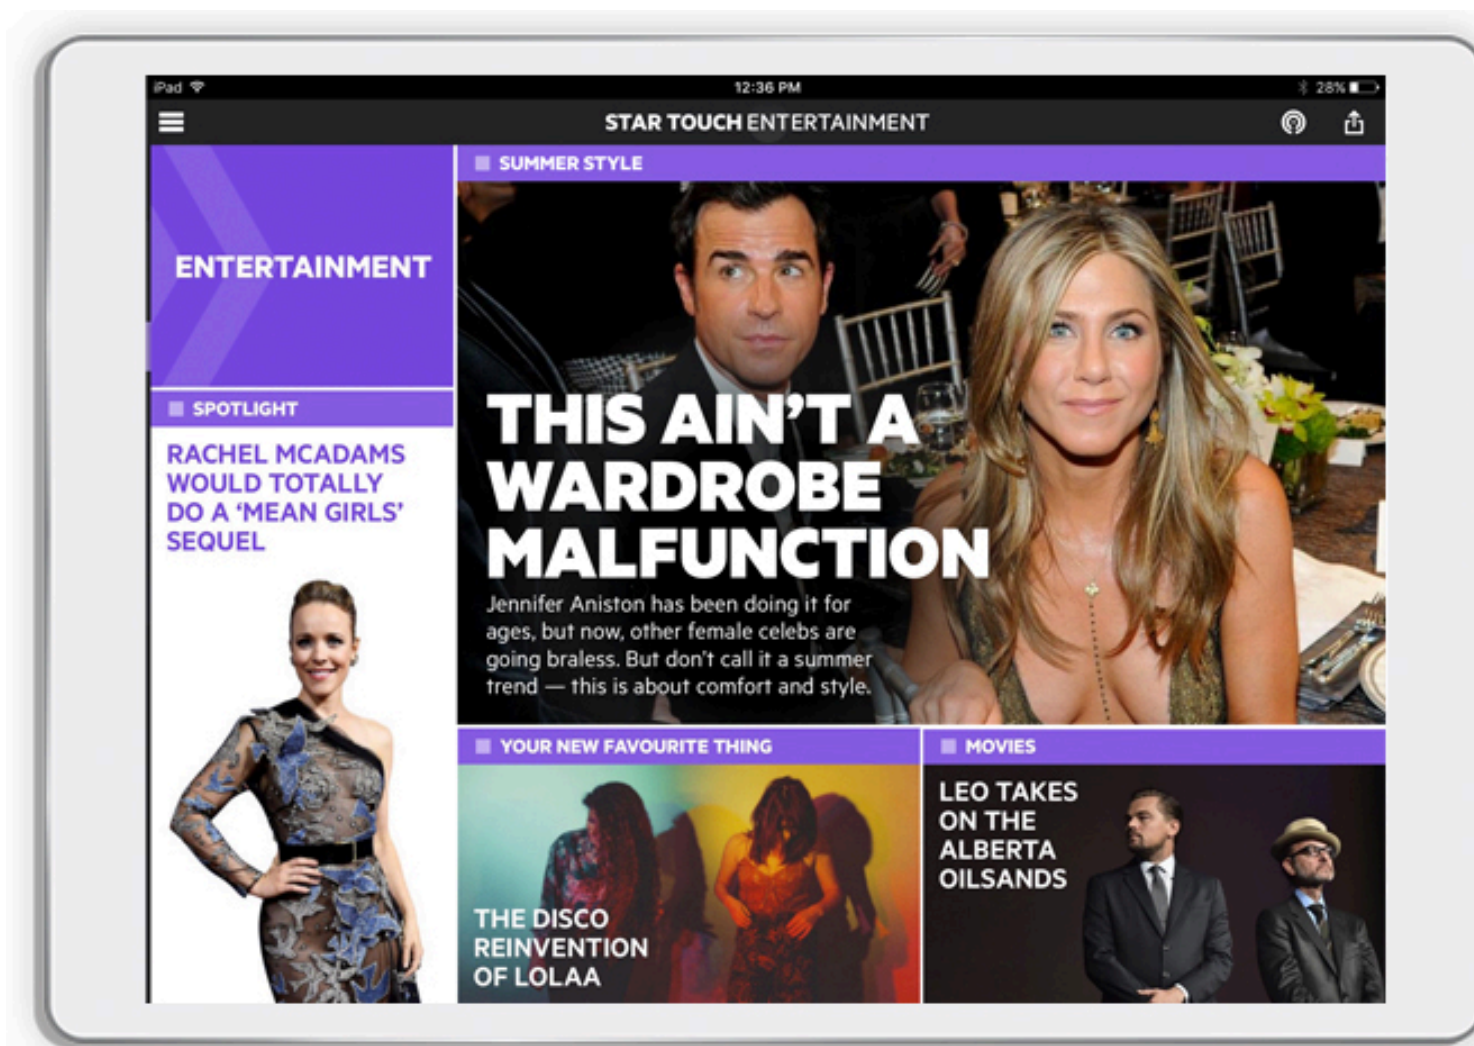 iPad
12:36 PM
28%
STAR TOUCH ENTERTAINMENT
ENTERTAINMENT
SPOTLIGHT
RACHEL MCADAMS
WOULD TOTALLY
DO A ‘MEAN GIRLS’
SEQUEL
SUMMER STYLE
THIS AIN’T A
WARDROBE
MALFUNCTION
Jennifer Aniston has been doing it for
ages, but now, other female celebs are
going braless. But don’t call it a summer
trend — this is about comfort and style.
YOUR NEW FAVOURITE THING
THE DISCO
REINVENTION
OF LOLAA
MOVIES
LEO TAKES
ON THE
ALBERTA
OILSANDS